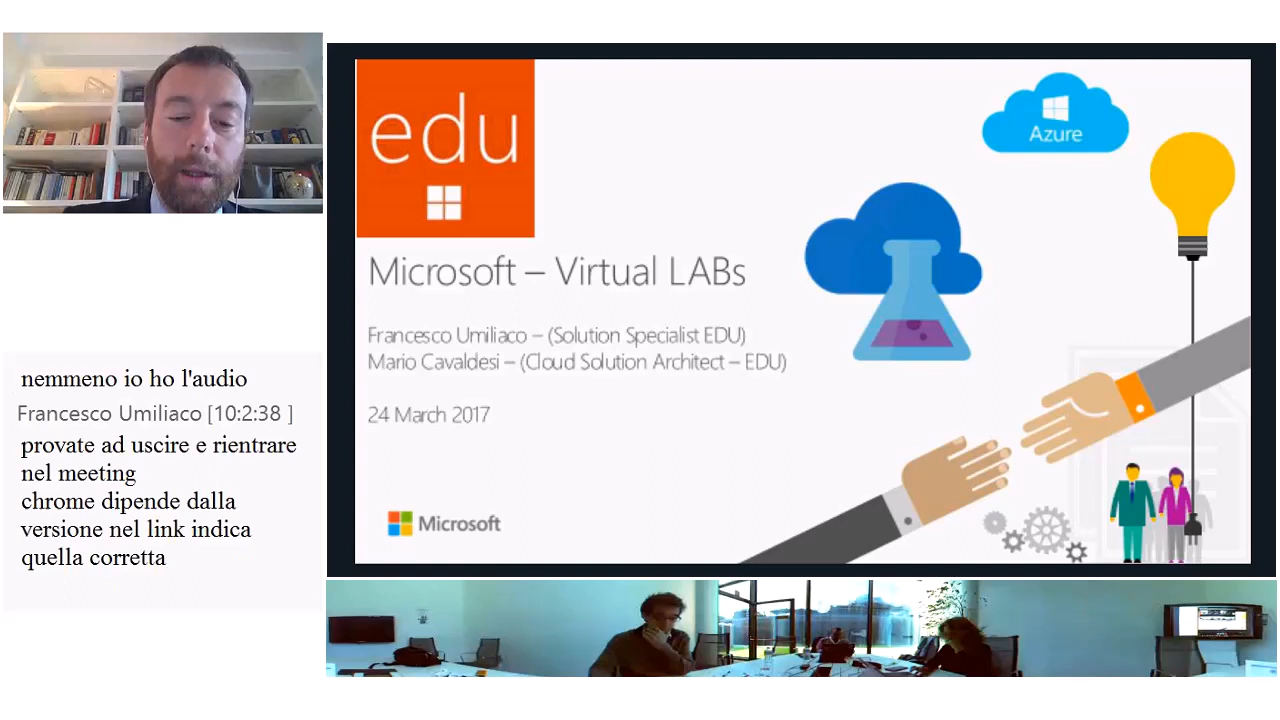 nemmeno io ho l'audio
Francesco Umiliaco [10:2:38 ]
provate ad uscire e rientrare
nel meeting
chrome dipende dalla
versione nel link indica
quella corretta
edu
Azure
Microsoft – Virtual LABs
Francesco Umiliaco – (Solution Specialist EDU)
Mario Cavaldesi – (Cloud Solution Architect – EDU)
24 March 2017
Microsoft